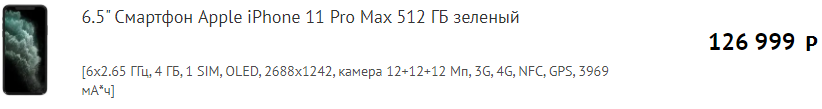 6.5" Смартфон Apple iPhone 11 Pro Max 512 ГБ зеленый
126 999 Р
[6x2.65 ГГц, 4 ГБ, 1 SIM, OLED, 2688x1242, камера 12+12+12 Мп, 3G, 4G, NFC, GPS, 3969
мА*ч]